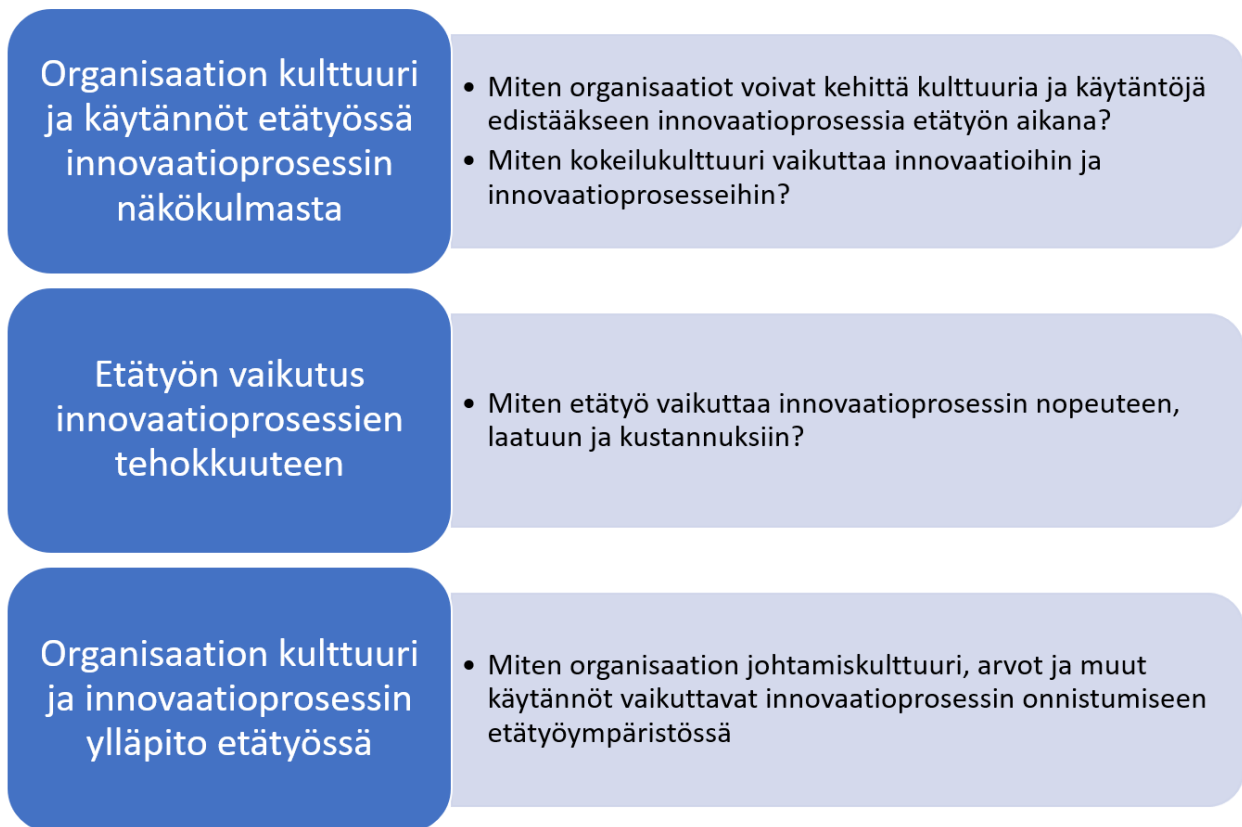 Organisaation kulttuuri
ja käytännöt etätyössä
innovaatioprosessin
näkökulmasta
• Miten organisaatiot voivat kehittä kulttuuria ja käytäntöjä
edistääkseen innovaatioprosessia etätyön aikana?
• Miten kokeilukulttuuri vaikuttaa innovaatioihin ja
innovaatioprosesseihin?
Etätyön vaikutus
innovaatioprosessien
tehokkuuteen
• Miten etätyö vaikuttaa innovaatioprosessin nopeuteen,
laatuun ja kustannuksiin?
Organisaation kulttuuri
ja innovaatioprosessin
ylläpito etätyössä
• Miten organisaation johtamiskulttuuri, arvot ja muut
käytännöt vaikuttavat innovaatioprosessin onnistumiseen
etätyöympäristössä